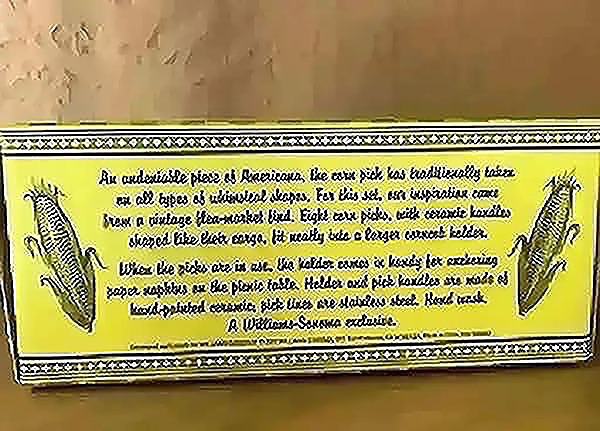 An undeniable piece of Americana, the corn pick has traditionally taken
on all types of whimsical shapes. For this set, our inspiration came
from a vintage flea-market find. Eight corn picks, with ceramic handles
shaped like their cargo, fit neatly into a larger corncob holder.
When the picks are in use, the holder comes in handy for anchoring
paper napkins on the picnic table. Holder and pick handles are made of
hand-painted ceramic; pick tines are stainless steel. Hand wash.
A Williams-Sonoma exclusive.